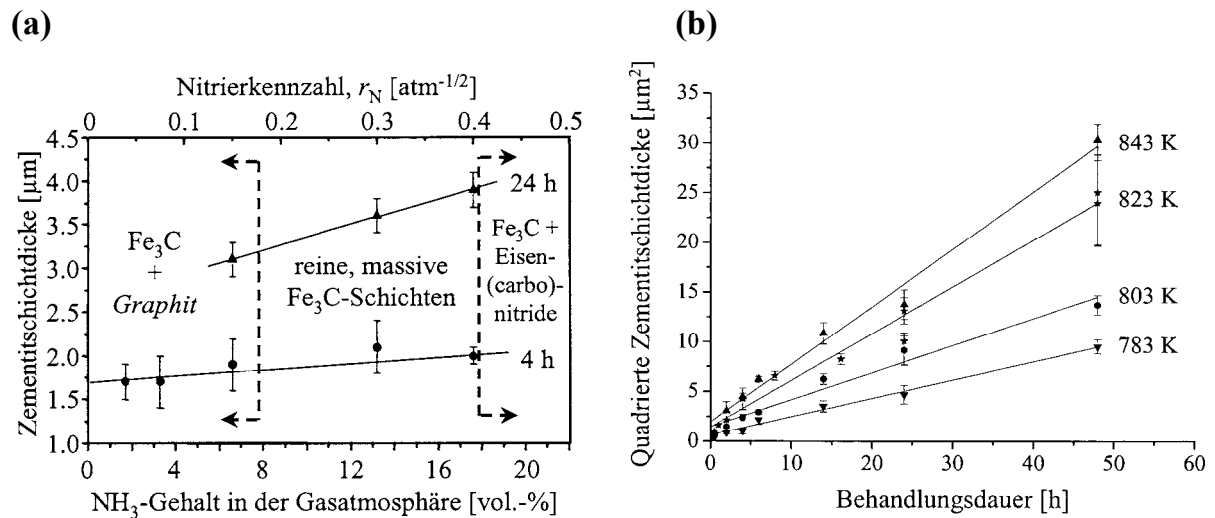 (a)
Nitrierkennzahl, rN [atm-1/2]
0 0.1 0.2 0.3 0.4 0.5
Zementitschichtdicke [µm]
4.5
4.0
3.5
3.0
2.5
2.0
1.5
1.0
24 h
Fe3C
+
Graphit
reine, massive
Fe3C-Schichten
Fe3C +
Eisen-
(carbo)-
nitride
4 h
0 4 8 12 16 20
NH3-Gehalt in der Gasatmosphäre [vol.-%]
(b)
Quadrierte Zementitschichtdicke [µm2]
35
30
25
20
15
10
5
0
843 K
823 K
803 K
783 K
0 10 20 30 40 50 60
Behandlungsdauer [h]